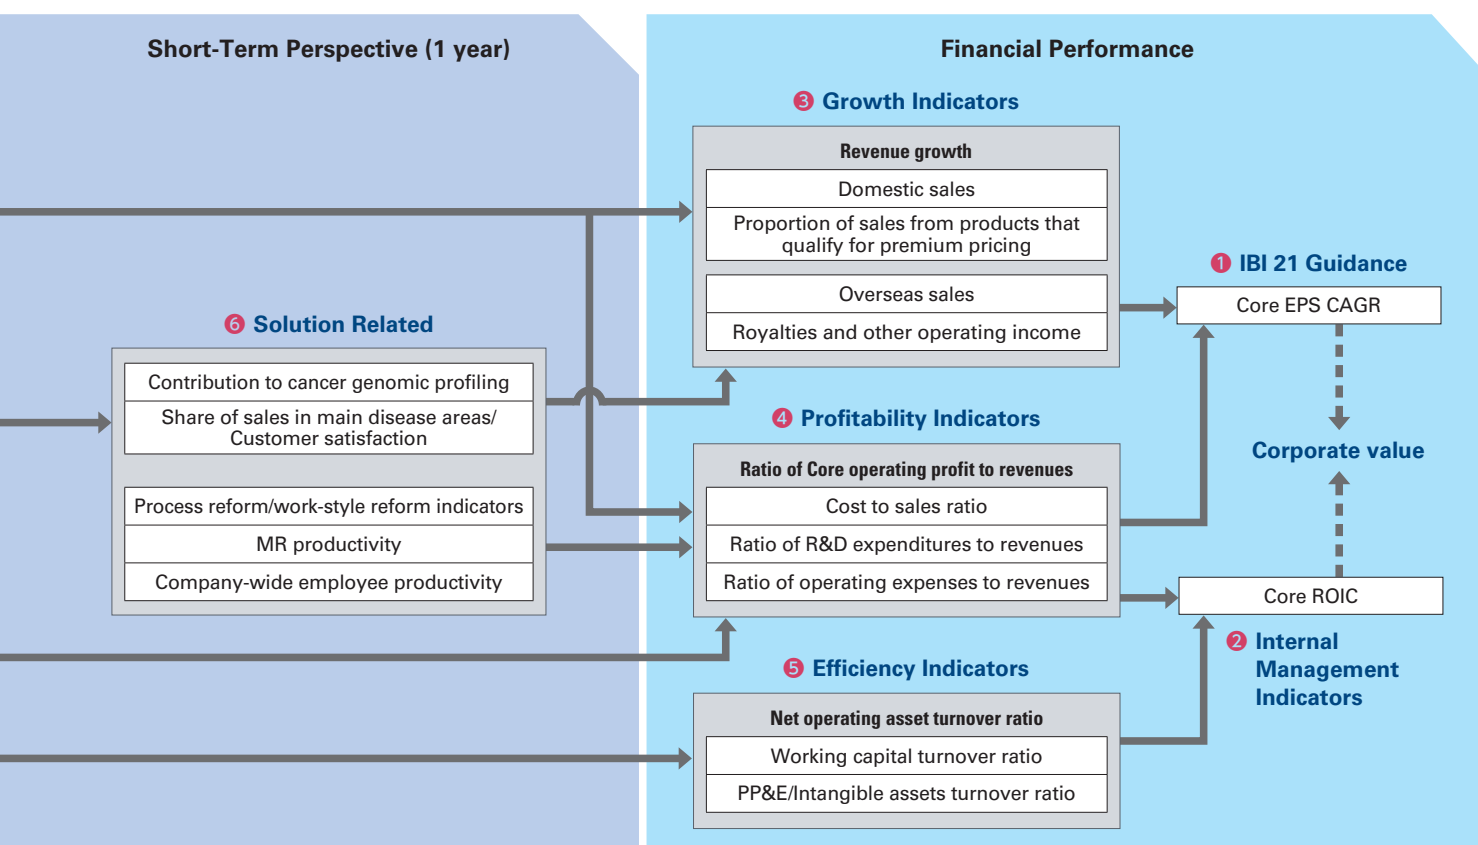 Short-Term Perspective (1 year)
6 Solution Related
Contribution to cancer genomic profiling
Share of sales in main disease areas/
Customer satisfaction
Process reform/work-style reform indicators
MR productivity
Company-wide employee productivity
Financial Performance
3 Growth Indicators
Revenue growth
Domestic sales
Proportion of sales from products that
qualify for premium pricing
Overseas sales
Royalties and other operating income
4 Profitability Indicators
Ratio of Core operating profit to revenues
Cost to sales ratio
Ratio of R&D expenditures to revenues
Ratio of operating expenses to revenues
5 Efficiency Indicators
Net operating asset turnover ratio
Working capital turnover ratio
PP&E/Intangible assets turnover ratio
1 IBI 21 Guidance
Core EPS CAGR
Corporate value
Core ROIC
2 Internal
Management
Indicators